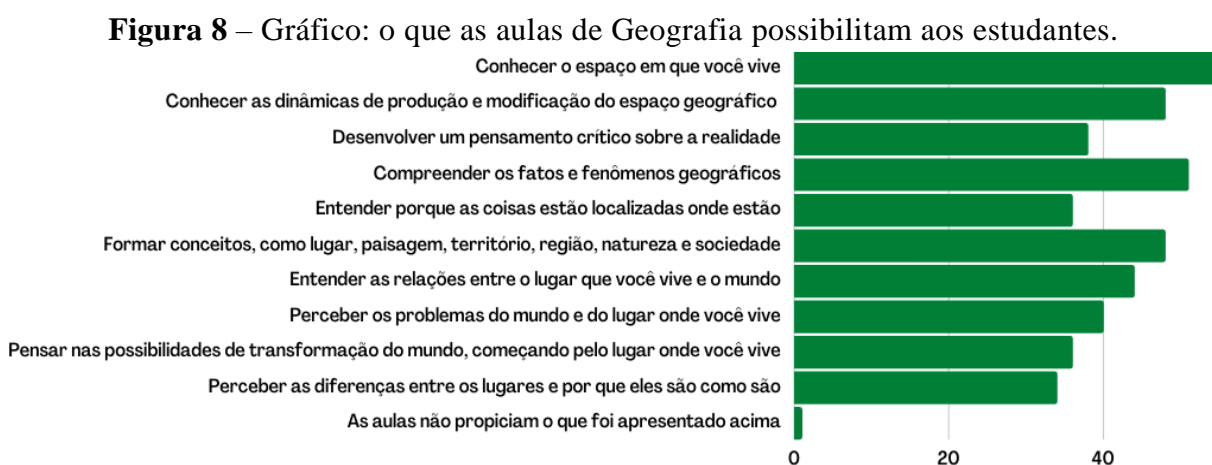 Figura 8 – Gráfico: o que as aulas de Geografia possibilitam aos estudantes.
Conhecer o espaço em que você vive
Conhecer as dinâmicas de produção e modificação do espaço geográfico
Desenvolver um pensamento crítico sobre a realidade
Compreender os fatos e fenômenos geográficos
Entender porque as coisas estão localizadas onde estão
Formar conceitos, como lugar, paisagem, território, região, natureza e sociedade
Entender as relações entre o lugar que você vive e o mundo
Perceber os problemas do mundo e do lugar onde você vive
Pensar nas possibilidades de transformação do mundo, começando pelo lugar onde você vive
Perceber as diferenças entre os lugares e por que eles são como são
As aulas não propiciam o que foi apresentado acima
0 20 40